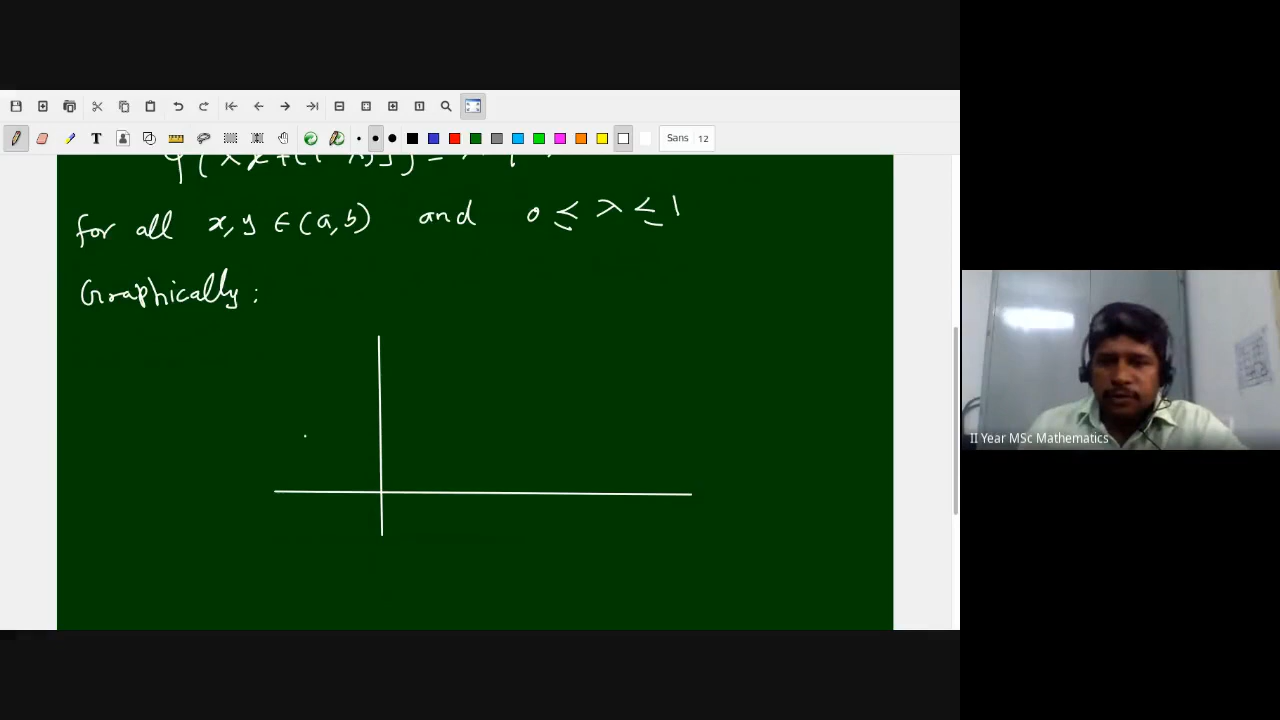 for all x, y ∈ (a, b) and 0 ≤ λ ≤ 1
Graphically:
Sans 12
II Year MSc Mathematics